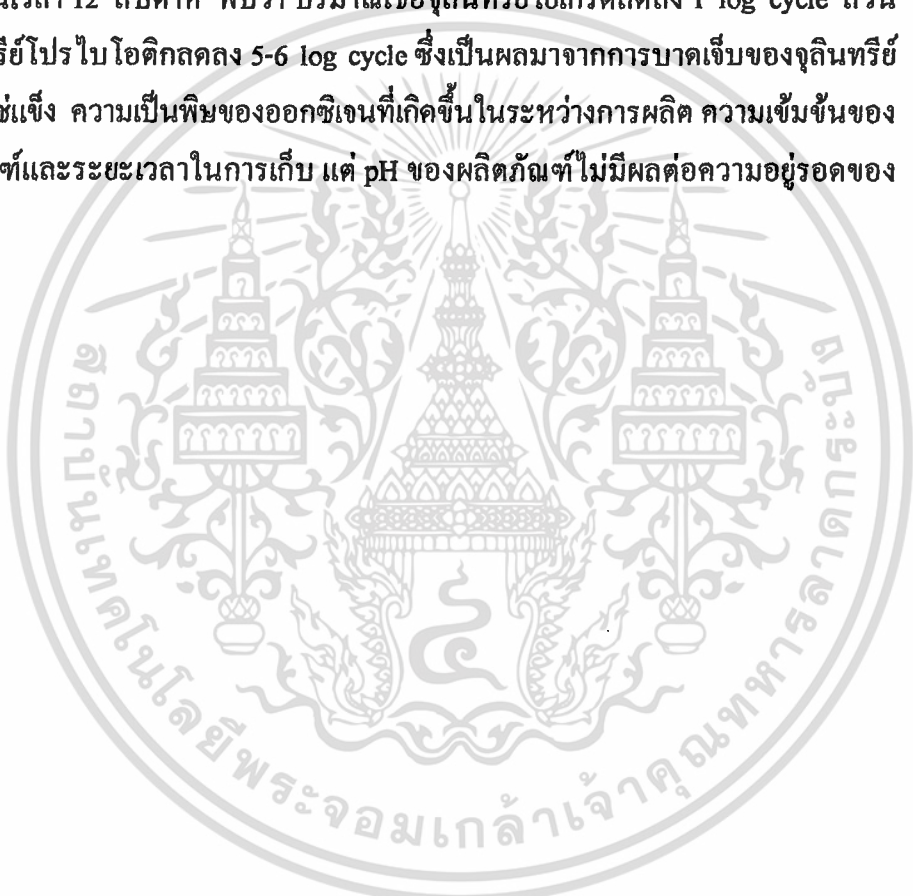 นเวลา 12 สัปดาห์ พบว่า ปริมาณเชื้อจุลินทรีย์โยเกิร์ตลดลง 1 log cycle ส่วน
รีย์โปรไบโอติกลดลง 5-6 log cycle ซึ่งเป็นผลมาจากการบาดเจ็บของจุลินทรีย์
ช่แข็ง ความเป็นพิษของออกซิเจนที่เกิดขึ้นในระหว่างการผลิต ความเข้มข้นของ
ฑ์และระยะเวลาในการเก็บ แต่ pH ของผลิตภัณฑ์ไม่มีผลต่อความอยู่รอดของ
สถาบันเทคโนโลยีพระจอมเกล้าเจ้าคุณทหารลาดกระบัง